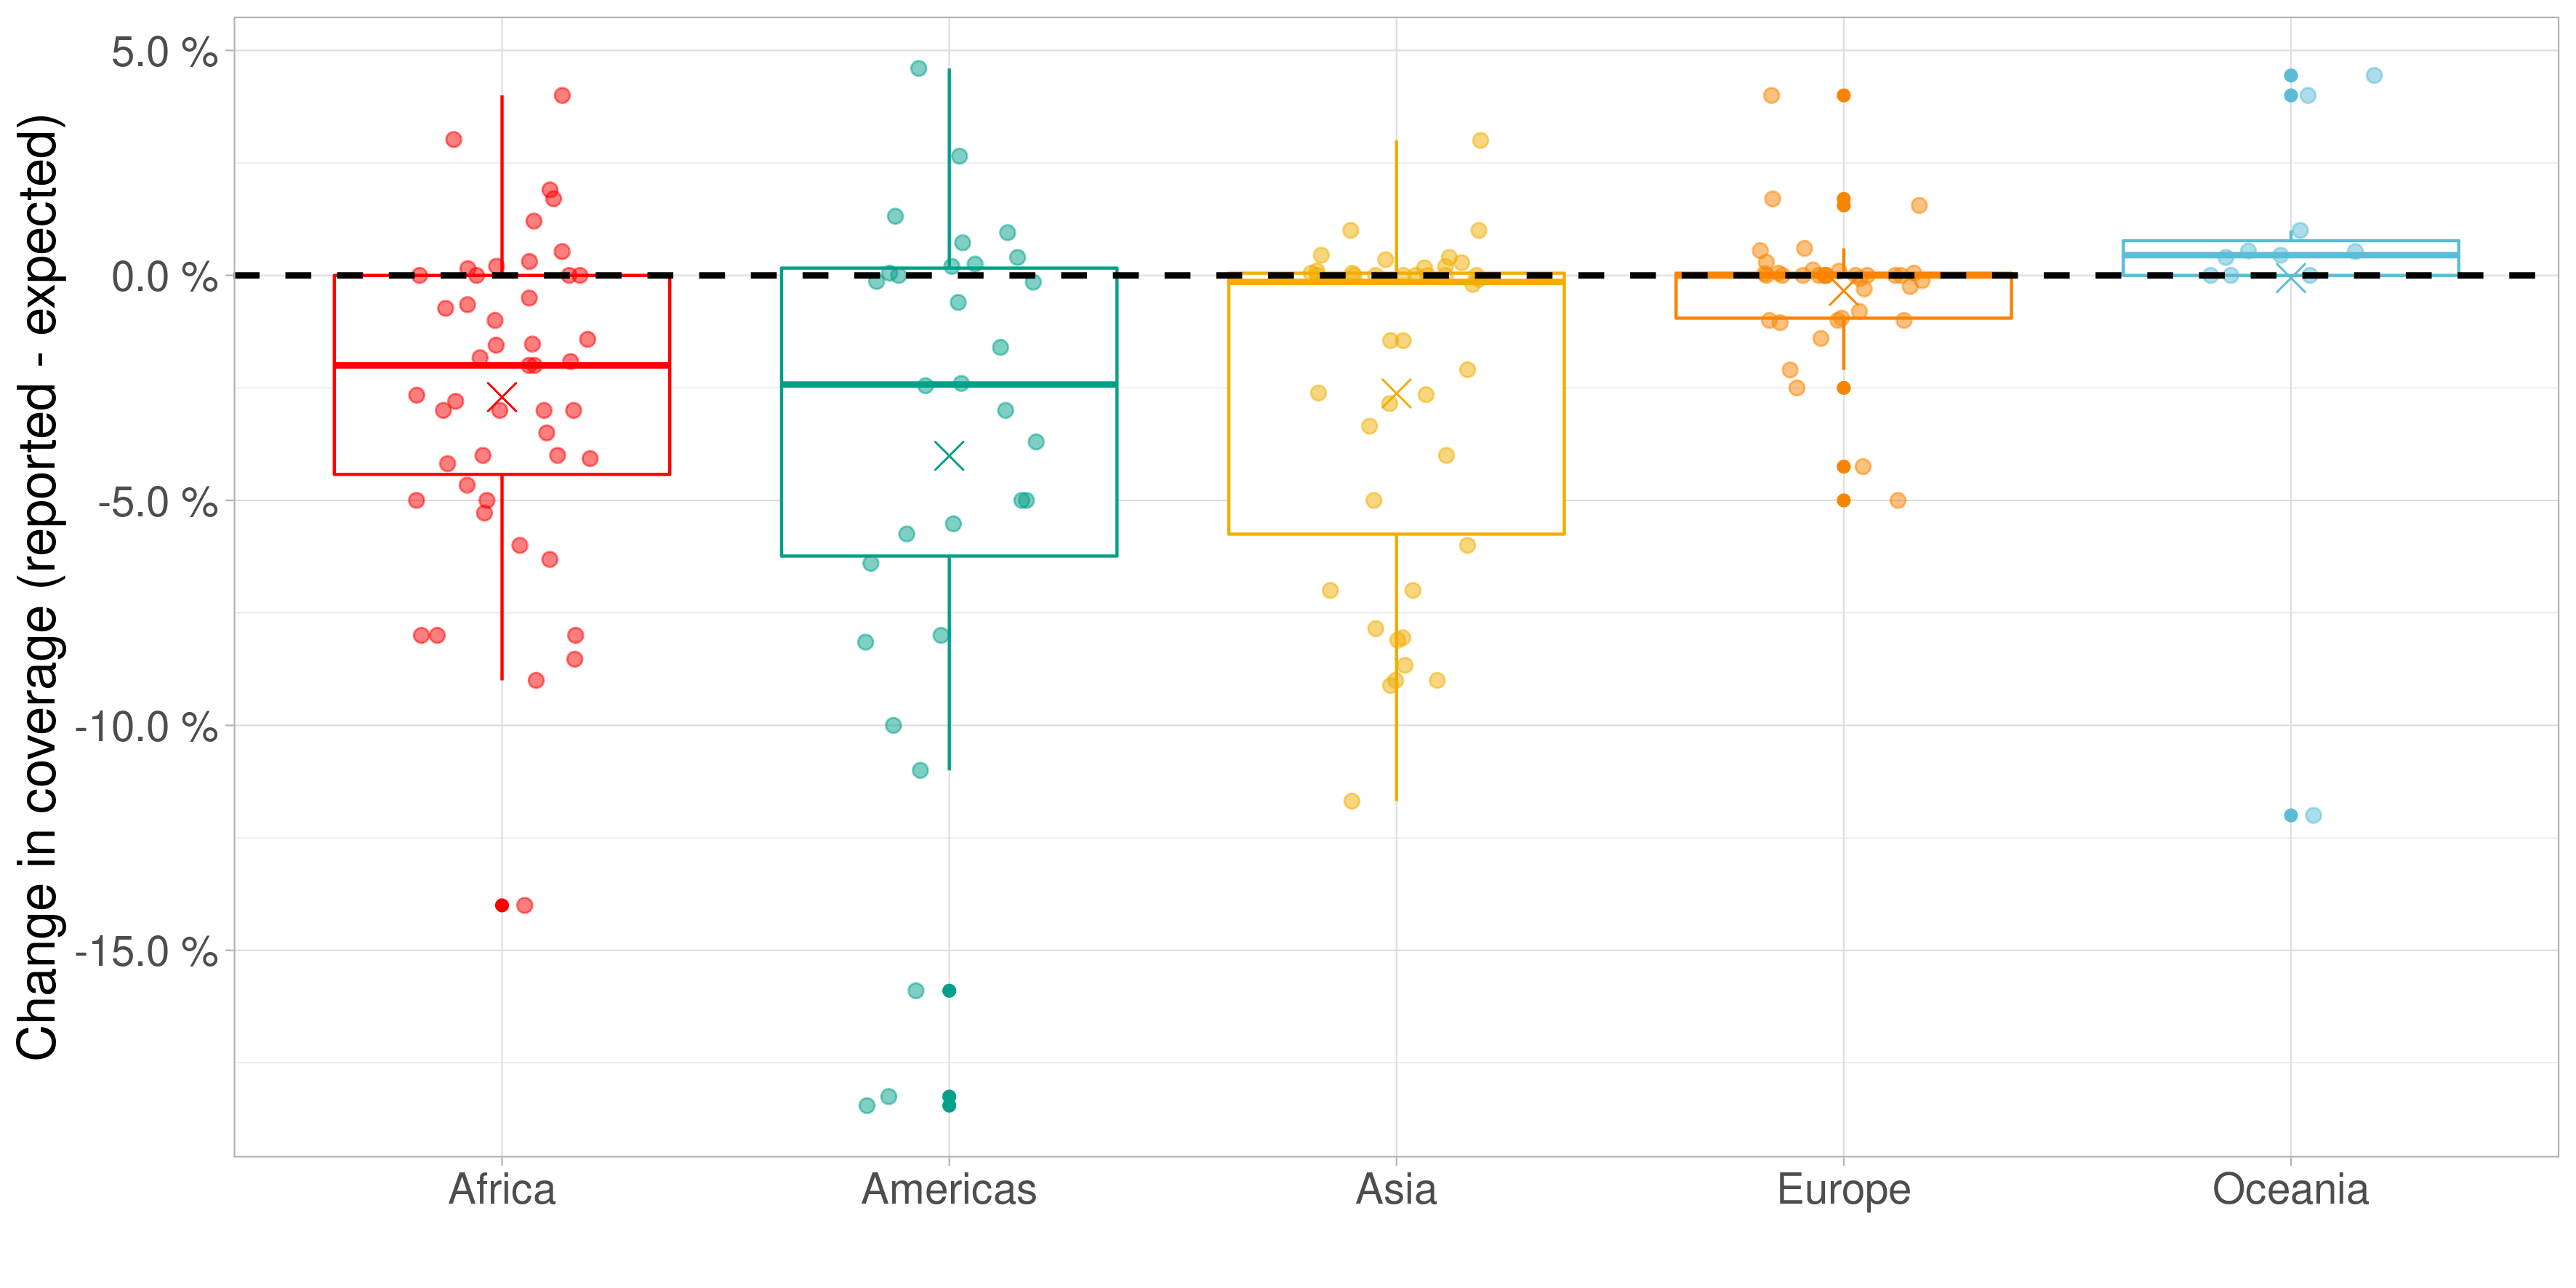 Change in coverage (reported - expected)
5.0 %
0.0 %
-5.0 %
-10.0 %
-15.0 %
Africa
Americas
Asia
Europe
Oceania